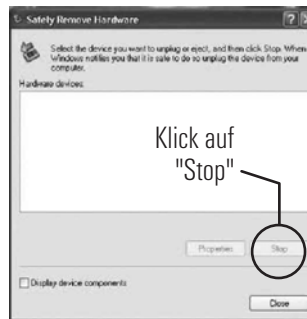 Safely Remove Hardware
Select the device you want to unplug or eject, and then click Stop. When
Windows notifies you that it is safe to do so unplug the device from your
computer.
Hardware devices:
Klick auf
"Stop"
Properties
Stop
Display device components
Close